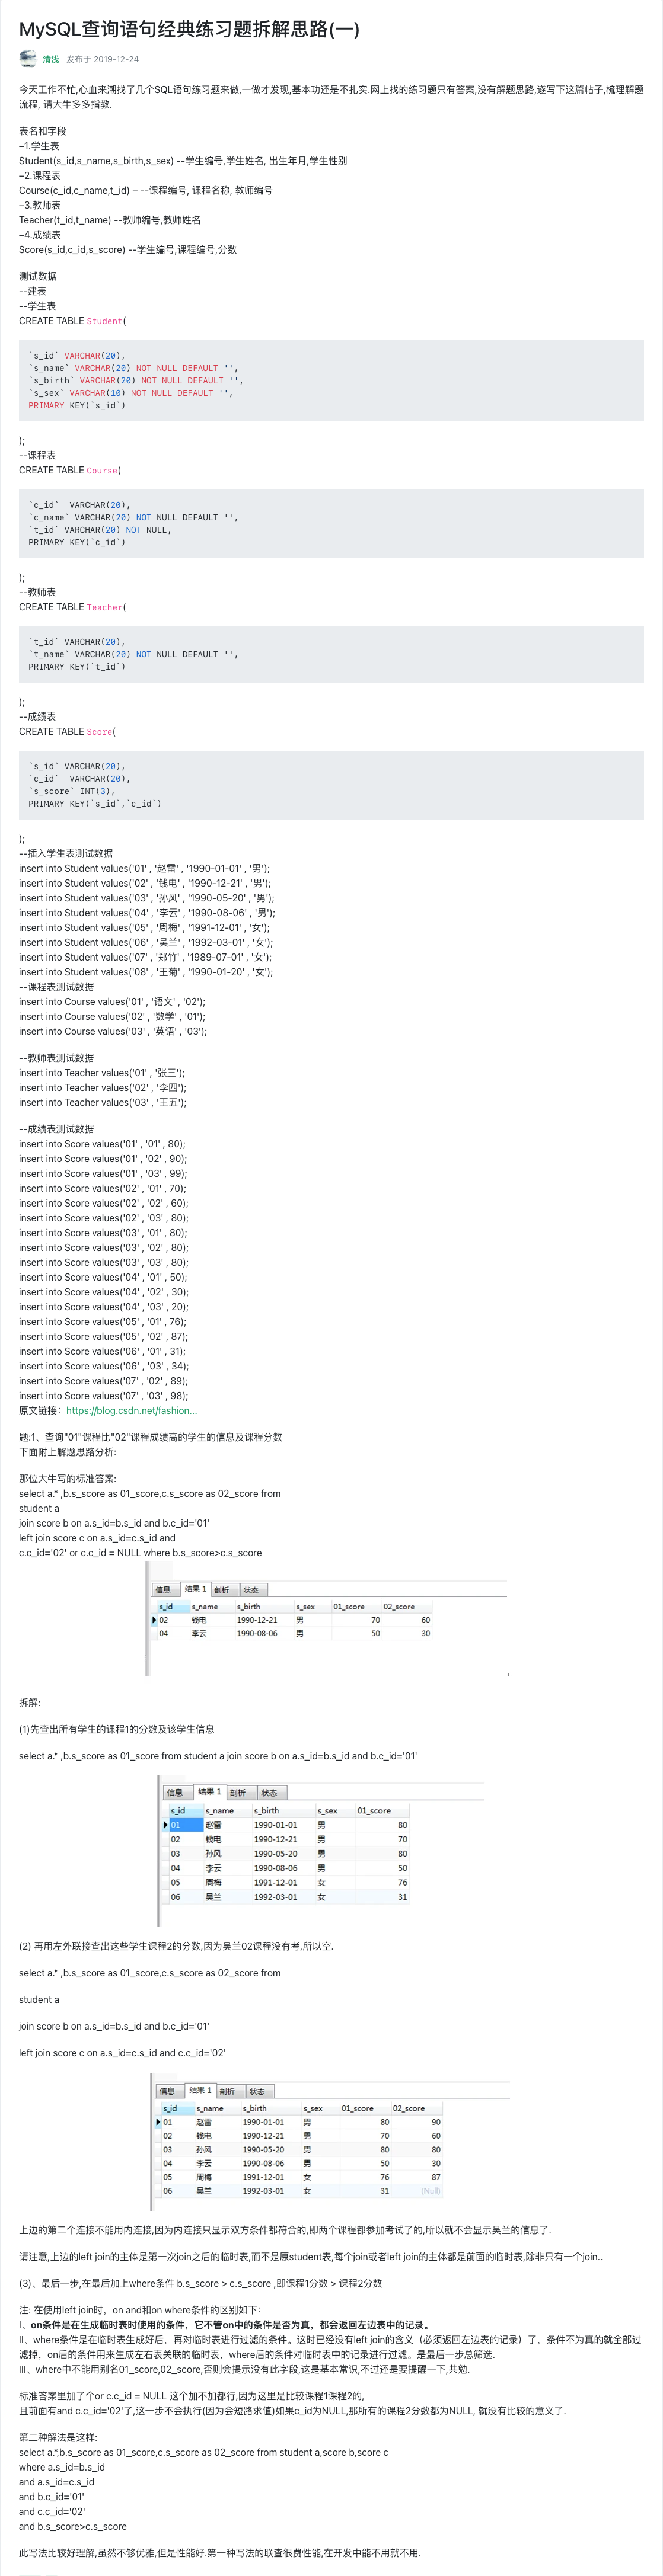 MySQL查询语句经典练习题拆解思路(一)
清浅 发布于 2019-12-24
今天工作不忙,心血来潮找了几个SQL语句练习题来做,一做才发现,基本功还是不扎实.网上找的练习题只有答案,没有解题思路,遂写下这篇帖子,梳理解题
流程, 请大牛多多指教.
表名和字段
–1.学生表
Student(s_id,s_name,s_birth,s_sex) --学生编号,学生姓名, 出生年月,学生性别
–2.课程表
Course(c_id,c_name,t_id) – --课程编号, 课程名称, 教师编号
–3.教师表
Teacher(t_id,t_name) --教师编号,教师姓名
–4.成绩表
Score(s_id,c_id,s_score) --学生编号,课程编号,分数
测试数据
--建表
--学生表
CREATE TABLE Student(
`s_id` VARCHAR(20),
`s_name` VARCHAR(20) NOT NULL DEFAULT '',
`s_birth` VARCHAR(20) NOT NULL DEFAULT '',
`s_sex` VARCHAR(10) NOT NULL DEFAULT '',
PRIMARY KEY(`s_id`)
);
--课程表
CREATE TABLE Course(
`c_id`  VARCHAR(20),
`c_name` VARCHAR(20) NOT NULL DEFAULT '',
`t_id` VARCHAR(20) NOT NULL,
PRIMARY KEY(`c_id`)
);
--教师表
CREATE TABLE Teacher(
`t_id` VARCHAR(20),
`t_name` VARCHAR(20) NOT NULL DEFAULT '',
PRIMARY KEY(`t_id`)
);
--成绩表
CREATE TABLE Score(
`s_id` VARCHAR(20),
`c_id`  VARCHAR(20),
`s_score` INT(3),
PRIMARY KEY(`s_id`,`c_id`)
);
--插入学生表测试数据
insert into Student values('01' , '赵雷' , '1990-01-01' , '男');
insert into Student values('02' , '钱电' , '1990-12-21' , '男');
insert into Student values('03' , '孙风' , '1990-05-20' , '男');
insert into Student values('04' , '李云' , '1990-08-06' , '男');
insert into Student values('05' , '周梅' , '1991-12-01' , '女');
insert into Student values('06' , '吴兰' , '1992-03-01' , '女');
insert into Student values('07' , '郑竹' , '1989-07-01' , '女');
insert into Student values('08' , '王菊' , '1990-01-20' , '女');
--课程表测试数据
insert into Course values('01' , '语文' , '02');
insert into Course values('02' , '数学' , '01');
insert into Course values('03' , '英语' , '03');
--教师表测试数据
insert into Teacher values('01' , '张三');
insert into Teacher values('02' , '李四');
insert into Teacher values('03' , '王五');
--成绩表测试数据
insert into Score values('01' , '01' , 80);
insert into Score values('01' , '02' , 90);
insert into Score values('01' , '03' , 99);
insert into Score values('02' , '01' , 70);
insert into Score values('02' , '02' , 60);
insert into Score values('02' , '03' , 80);
insert into Score values('03' , '01' , 80);
insert into Score values('03' , '02' , 80);
insert into Score values('03' , '03' , 80);
insert into Score values('04' , '01' , 50);
insert into Score values('04' , '02' , 30);
insert into Score values('04' , '03' , 20);
insert into Score values('05' , '01' , 76);
insert into Score values('05' , '02' , 87);
insert into Score values('06' , '01' , 31);
insert into Score values('06' , '03' , 34);
insert into Score values('07' , '02' , 89);
insert into Score values('07' , '03' , 98);
原文链接：https://blog.csdn.net/fashion...
题:1、查询"01"课程比"02"课程成绩高的学生的信息及课程分数
下面附上解题思路分析:
那位大牛写的标准答案:
select a.* ,b.s_score as 01_score,c.s_score as 02_score from
student a
join score b on a.s_id=b.s_id and b.c_id='01'
left join score c on a.s_id=c.s_id and
c.c_id='02' or c.c_id = NULL where b.s_score>c.s_score
信息 结果 1 剖析 状态
s_id s_name s_birth s_sex 01_score 02_score
02 钱电 1990-12-21 男 70 60
04 李云 1990-08-06 男 50 30
拆解:
(1)先查出所有学生的课程1的分数及该学生信息
select a.* ,b.s_score as 01_score from student a join score b on a.s_id=b.s_id and b.c_id='01'
信息 结果 1 剖析 状态
s_id s_name s_birth s_sex 01_score
01 赵雷 1990-01-01 男 80
02 钱电 1990-12-21 男 70
03 孙风 1990-05-20 男 80
04 李云 1990-08-06 男 50
05 周梅 1991-12-01 女 76
06 吴兰 1992-03-01 女 31
(2) 再用左外联接查出这些学生课程2的分数,因为吴兰02课程没有考,所以空.
select a.* ,b.s_score as 01_score,c.s_score as 02_score from
student a
join score b on a.s_id=b.s_id and b.c_id='01'
left join score c on a.s_id=c.s_id and c.c_id='02'
信息 结果 1 剖析 状态
s_id s_name s_birth s_sex 01_score 02_score
01 赵雷 1990-01-01 男 80 90
02 钱电 1990-12-21 男 70 60
03 孙风 1990-05-20 男 80 80
04 李云 1990-08-06 男 50 30
05 周梅 1991-12-01 女 76 87
06 吴兰 1992-03-01 女 31 (Null)
上边的第二个连接不能用内连接,因为内连接只显示双方条件都符合的,即两个课程都参加考试了的,所以就不会显示吴兰的信息了.
请注意,上边的left join的主体是第一次join之后的临时表,而不是原student表,每个join或者left join的主体都是前面的临时表,除非只有一个join..
(3)、最后一步,在最后加上where条件 b.s_score > c.s_score ,即课程1分数 > 课程2分数
注: 在使用left join时，on and和on where条件的区别如下：
I、on条件是在生成临时表时使用的条件，它不管on中的条件是否为真，都会返回左边表中的记录。
II、where条件是在临时表生成好后，再对临时表进行过滤的条件。这时已经没有left join的含义（必须返回左边表的记录）了，条件不为真的就全部过
滤掉，on后的条件用来生成左右表关联的临时表，where后的条件对临时表中的记录进行过滤。是最后一步总筛选.
III、where中不能用别名01_score,02_score,否则会提示没有此字段,这是基本常识,不过还是要提醒一下,共勉.
标准答案里加了个or c.c_id = NULL 这个加不加都行,因为这里是比较课程1课程2的,
且前面有and c.c_id='02'了,这一步不会执行(因为会短路求值)如果c_id为NULL,那所有的课程2分数都为NULL, 就没有比较的意义了.
第二种解法是这样:
select a.*,b.s_score as 01_score,c.s_score as 02_score from student a,score b,score c
where a.s_id=b.s_id
and a.s_id=c.s_id
and b.c_id='01'
and c.c_id='02'
and b.s_score>c.s_score
此写法比较好理解,虽然不够优雅,但是性能好.第一种写法的联查很费性能,在开发中能不用就不用.